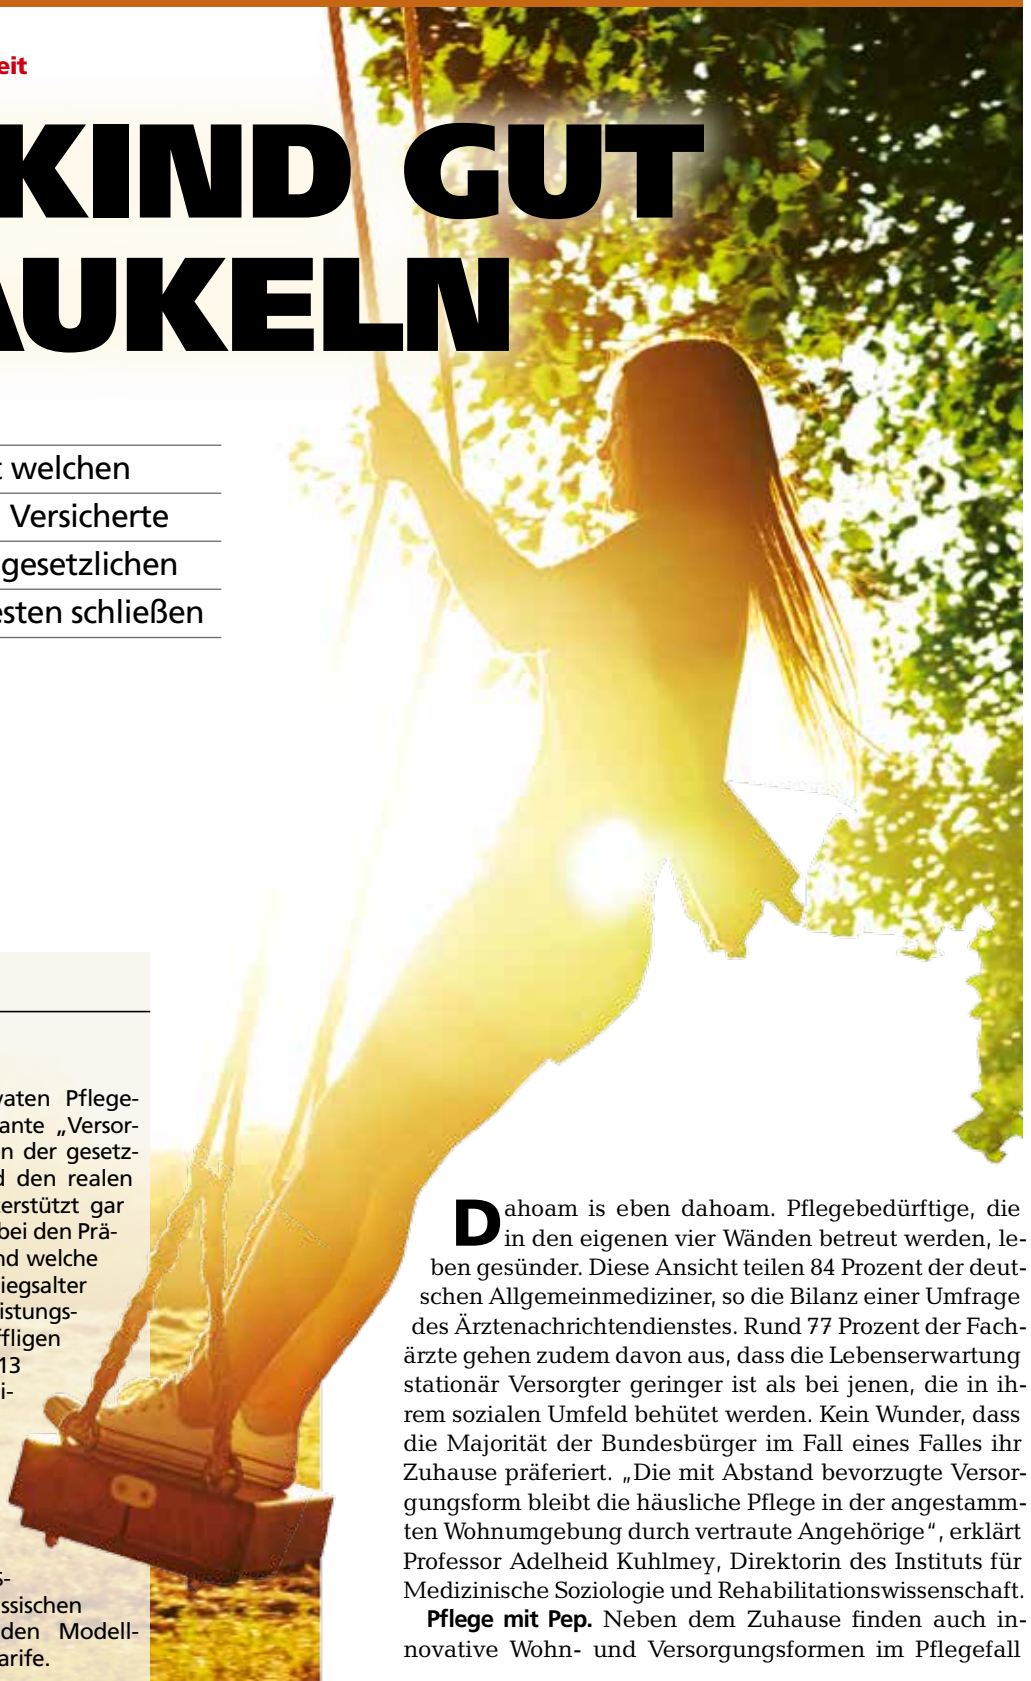 eit
KIND GUT
AUKELN
t welchen
Versicherte
gesetzlichen
esten schließen
vaten Pflege-
ante „Versor-
n der gesetz-
d den realen
erstützt gar
bei den Prä-
nd welche
iegsalter
eistungs-
ffligen
13
i-
s-
ssischen
den Modell-
arife.
Dahoam is eben dahoam. Pflegebedürftige, die
in den eigenen vier Wänden betreut werden, le-
ben gesünder. Diese Ansicht teilen 84 Prozent der deut-
schen Allgemeinmediziner, so die Bilanz einer Umfrage
des Ärztenachrichtendienstes. Rund 77 Prozent der Fach-
ärzte gehen zudem davon aus, dass die Lebenserwartung
stationär Versorgter geringer ist als bei jenen, die in ih-
rem sozialen Umfeld behütet werden. Kein Wunder, dass
die Majorität der Bundesbürger im Fall eines Falles ihr
Zuhause präferiert. „Die mit Abstand bevorzugte Versor-
gungsform bleibt die häusliche Pflege in der angestamm-
ten Wohnumgebung durch vertraute Angehörige“, erklärt
Professor Adelheid Kuhlmey, Direktorin des Instituts für
Medizinische Soziologie und Rehabilitationswissenschaft.
Pflege mit Pep. Neben dem Zuhause finden auch in-
novative Wohn- und Versorgungsformen im Pflegefall